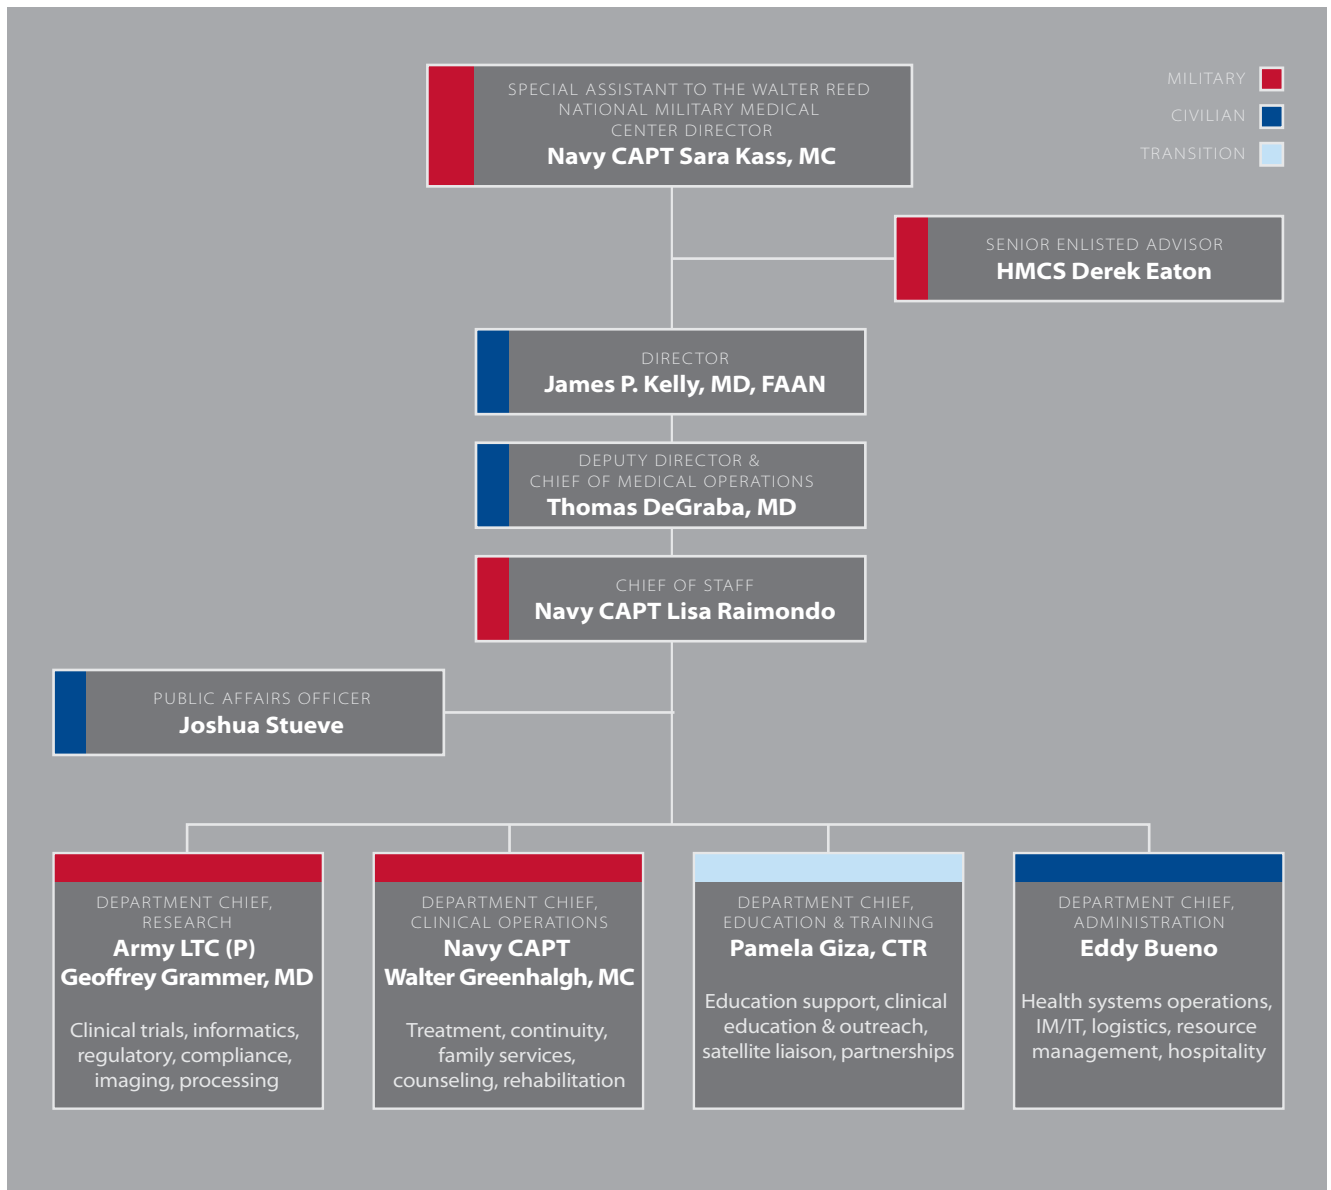 SPECIAL ASSISTANT TO THE WALTER REED
NATIONAL MILITARY MEDICAL
CENTER DIRECTOR
Navy CAPT Sara Kass, MC
MILITARY
CIVILIAN
TRANSITION
SENIOR ENLISTED ADVISOR
HMCS Derek Eaton
DIRECTOR
James P. Kelly, MD, FAAN
DEPUTY DIRECTOR &
CHIEF OF MEDICAL OPERATIONS
Thomas DeGraba, MD
CHIEF OF STAFF
Navy CAPT Lisa Raimondo
PUBLIC AFFAIRS OFFICER
Joshua Stueve
DEPARTMENT CHIEF,
RESEARCH
Army LTC (P)
Geoffrey Grammer, MD
Clinical trials, informatics,
regulatory, compliance,
imaging, processing
DEPARTMENT CHIEF,
CLINICAL OPERATIONS
Navy CAPT
Walter Greenhalgh, MC
Treatment, continuity,
family services,
counseling, rehabilitation
DEPARTMENT CHIEF,
EDUCATION & TRAINING
Pamela Giza, CTR
Education support, clinical
education & outreach,
satellite liaison, partnerships
DEPARTMENT CHIEF,
ADMINISTRATION
Eddy Bueno
Health systems operations,
IM/IT, logistics, resource
management, hospitality